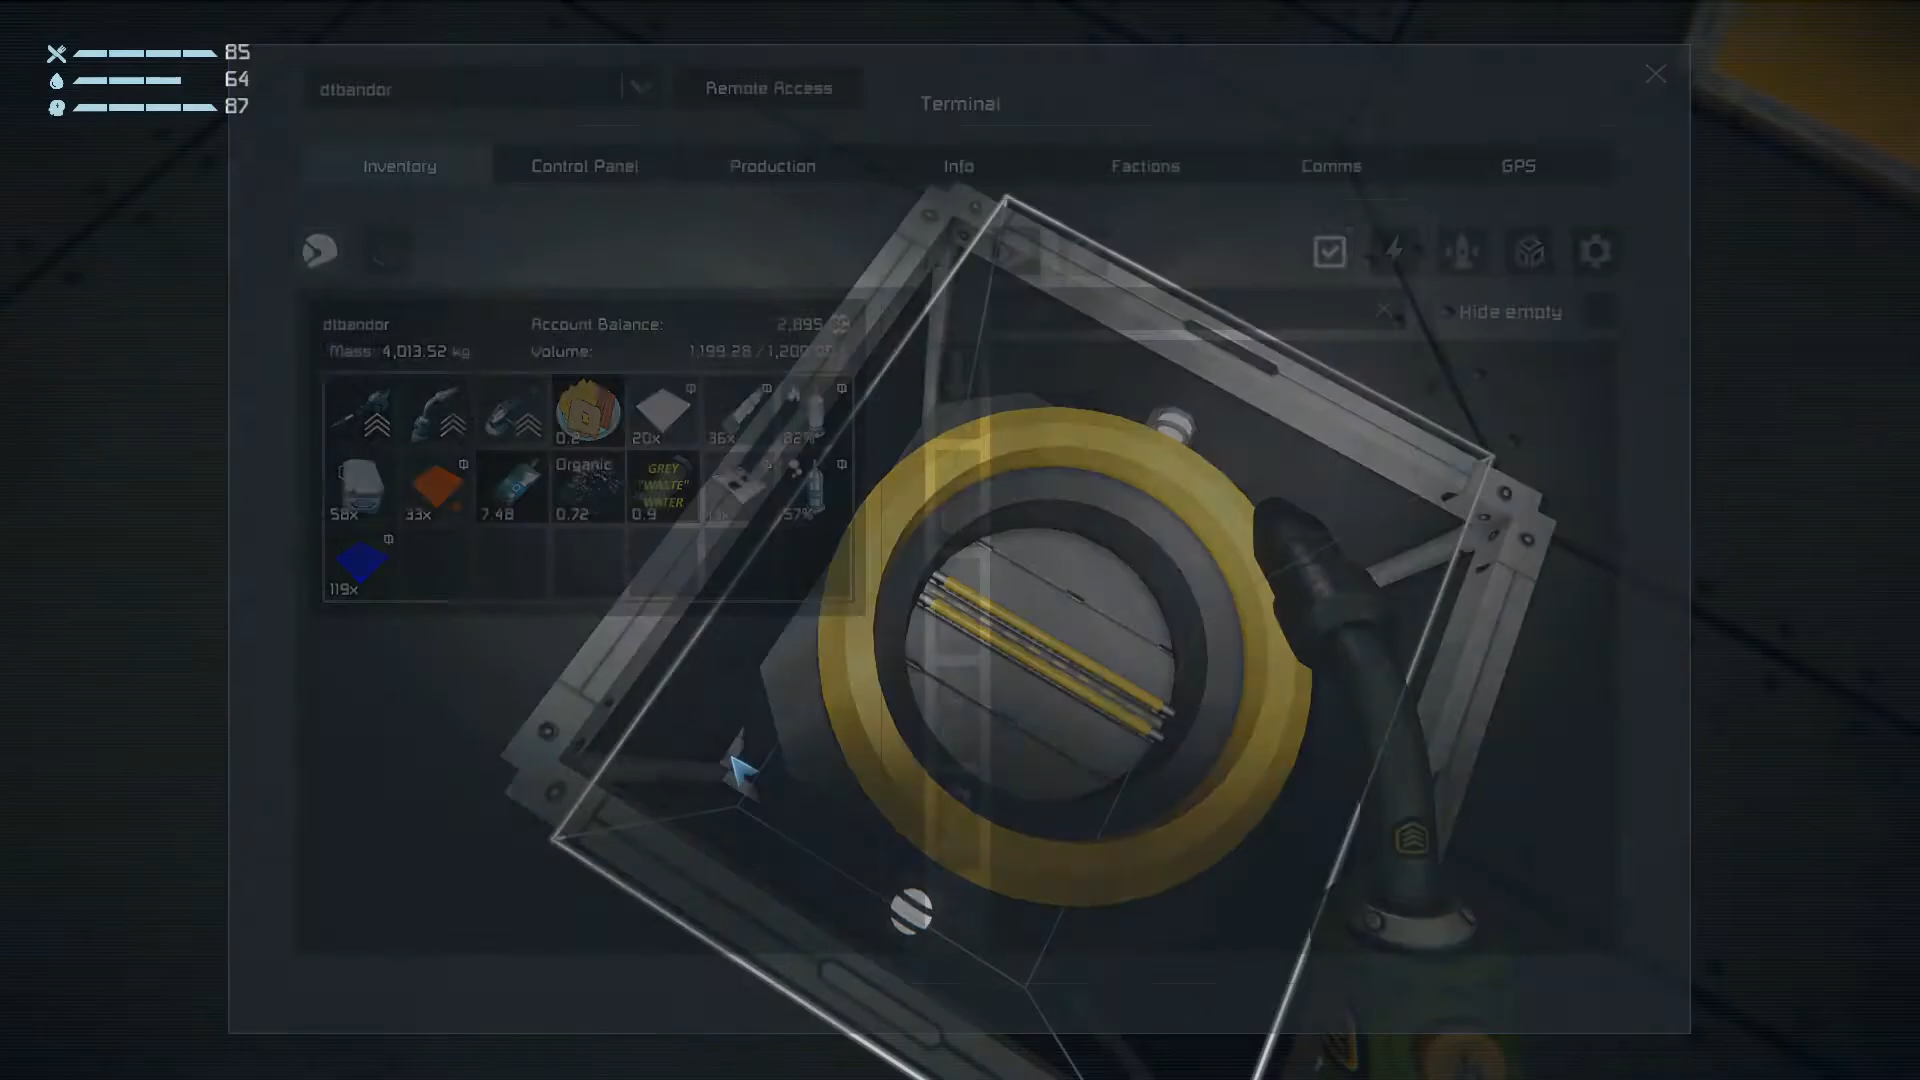 85
64
87
dtbandor
Remote Access
Terminal
Inventory
Control Panel
Production
Info
Factions
Comms
GPS
Hide empty
dtbandor
Account Balance:
2,895
Mass 4,013.52 kg
Volume:
1,199.28 / 1,200.00
0.2
20x
36x
82%
58x
33x
7.48
Organic
0.72
GREY
"WASTE"
WATER
0.9
57%
119x